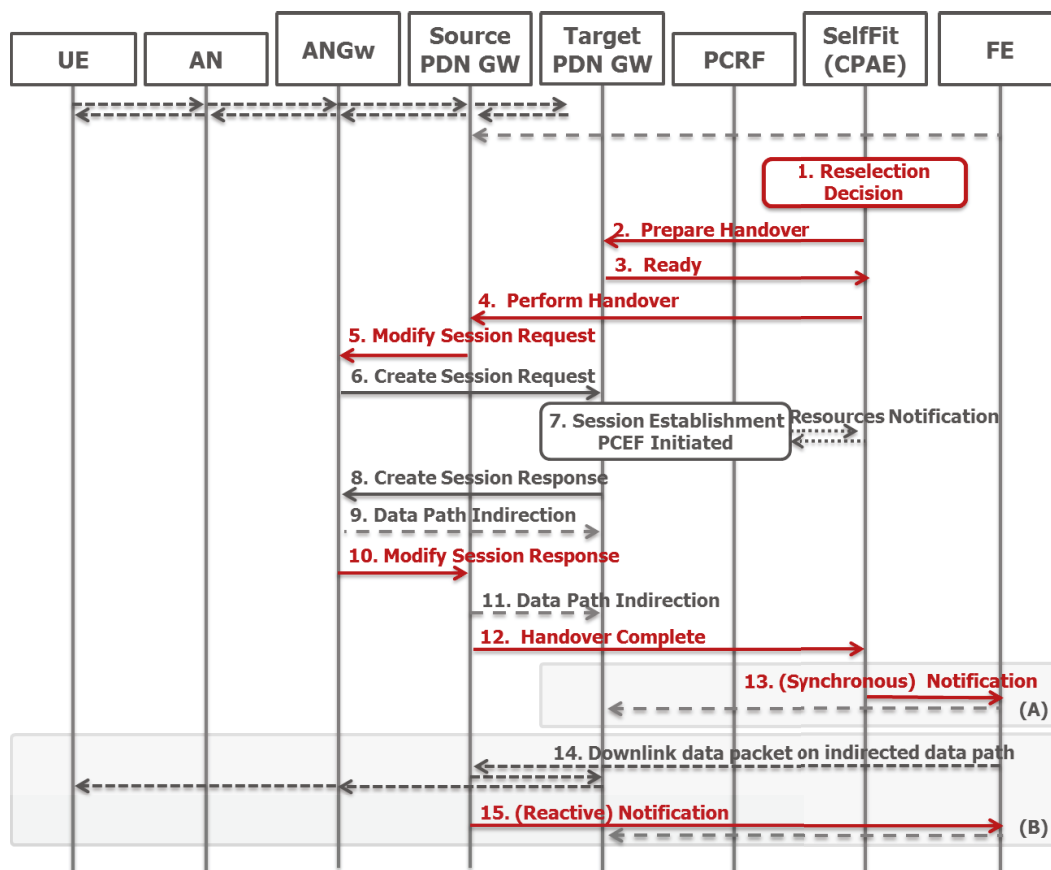 UE
AN
ANGw
Source
PDN GW
Target
PDN GW
PCRF
SelfFit
(CPAE)
FE
1. Reselection
Decision
2. Prepare Handover
3. Ready
4. Perform Handover
5. Modify Session Request
6. Create Session Request
7. Session Establishment
PCEF Initiated
Resources Notification
8. Create Session Response
9. Data Path Indirection
10. Modify Session Response
11. Data Path Indirection
12. Handover Complete
13. (Synchronous) Notification
(A)
14. Downlink data packet on indirected data path
15. (Reactive) Notification
(B)